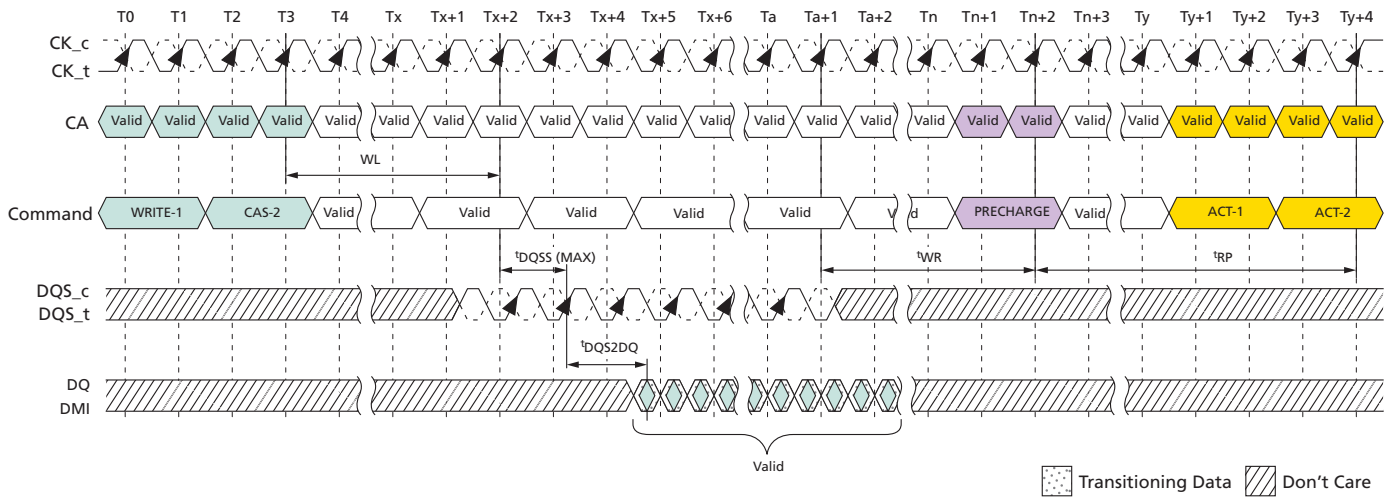 T0 T1 T2 T3 T4 Tx Tx+1 Tx+2 Tx+3 Tx+4 Tx+5 Tx+6 Ta Ta+1 Ta+2 Tn Tn+1 Tn+2 Tn+3 Ty Ty+1 Ty+2 Ty+3 Ty+4
CK_c
CK_t
CA Valid Valid Valid Valid Valid Valid Valid Valid Valid Valid Valid Valid Valid Valid Valid Valid Valid Valid Valid Valid Valid Valid Valid Valid
WL
Command WRITE-1 CAS-2 Valid Valid Valid Valid Valid PRECHARGE Valid ACT-1 ACT-2
tDQSS (MAX) tWR tRP
DQS_c
DQS_t
tDQS2DQ
DQ
DMI
Valid
Transitioning Data Don't Care